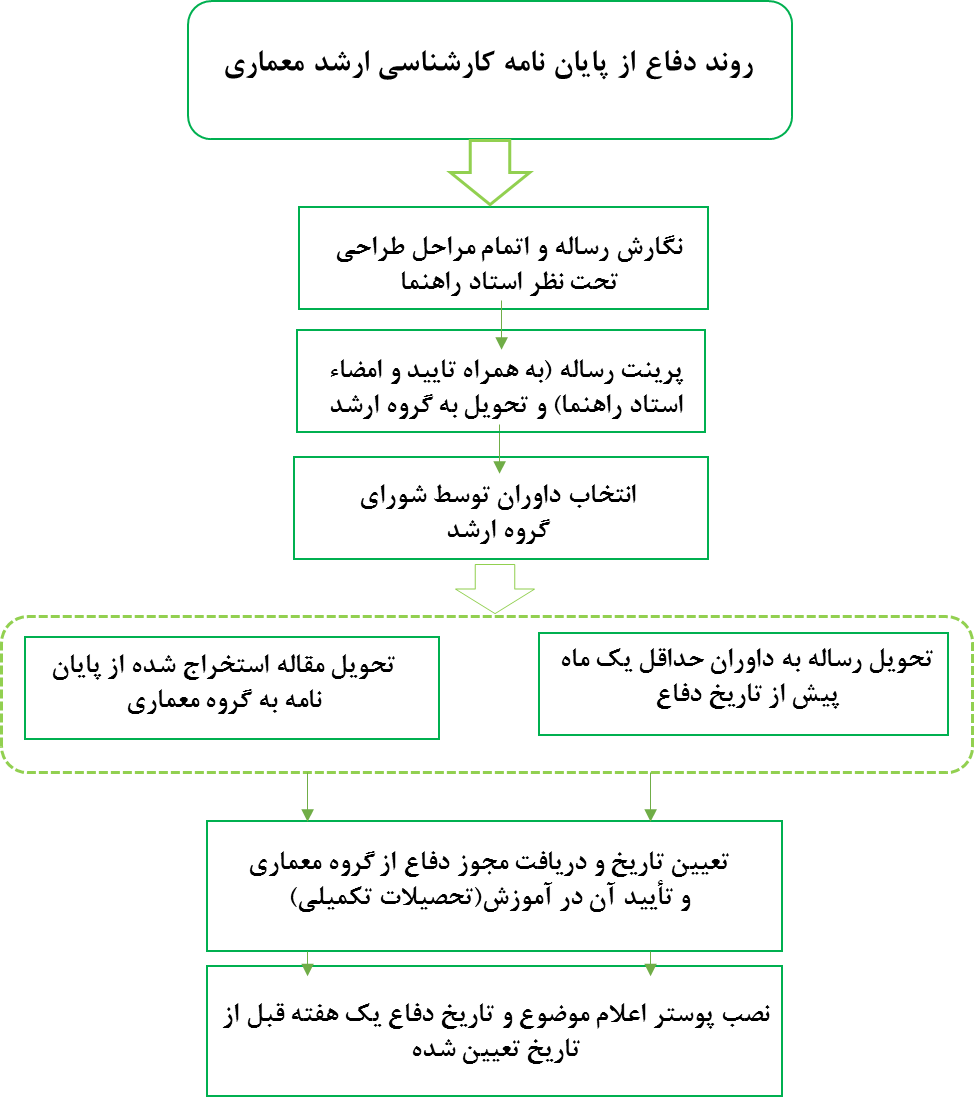 روند دفاع از پایان نامه کارشناسی ارشد معماری
نگارش رساله و اتمام مراحل طراحی
تحت نظر استاد راهنما
پرینت رساله (به همراه تایید و امضاء
استاد راهنما) و تحویل به گروه ارشد
انتخاب داوران توسط شورای
گروه ارشد
تحویل رساله به داوران حداقل یک ماه
پیش از تاریخ دفاع
تحویل مقاله استخراج شده از پایان
نامه به گروه معماری
تعیین تاریخ و دریافت مجوز دفاع از گروه معماری
و تأیید آن در آموزش(تحصیلات تکمیلی)
نصب پوستر اعلام موضوع و تاریخ دفاع یک هفته قبل از
تاریخ تعیین شده